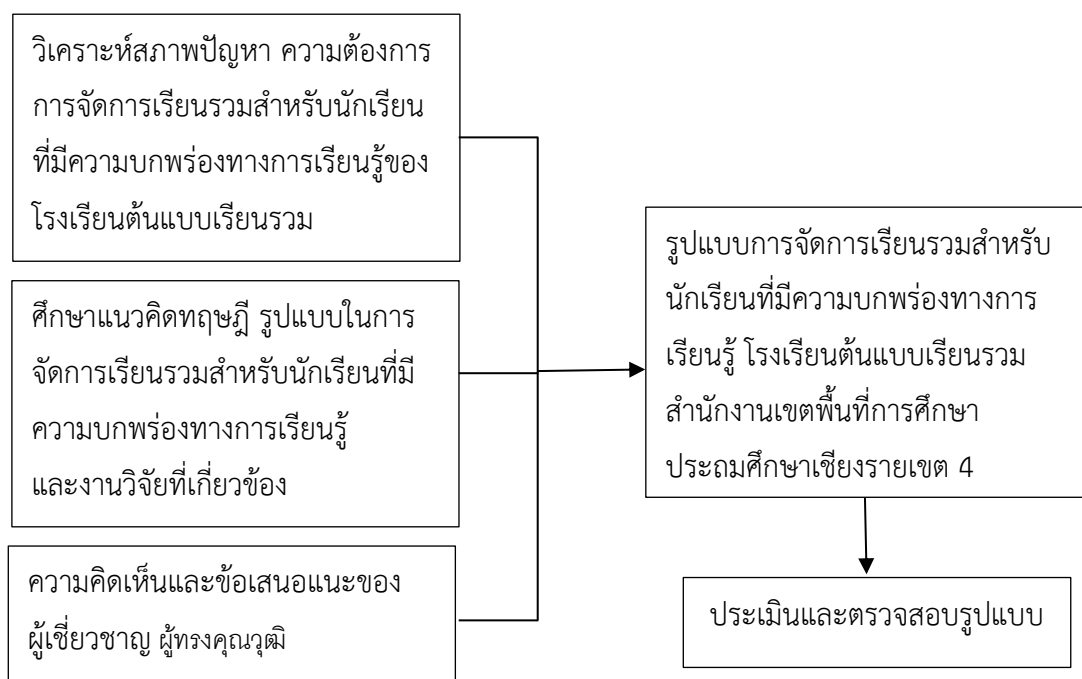 วิเคราะห์สภาพปัญหา ความต้องการ
การจัดการเรียนรวมสำหรับนักเรียน
ที่มีความบกพร่องทางการเรียนรู้ของ
โรงเรียนต้นแบบเรียนรวม
ศึกษาแนวคิดทฤษฎี รูปแบบในการ
จัดการเรียนรวมสำหรับนักเรียนที่มี
ความบกพร่องทางการเรียนรู้
และงานวิจัยที่เกี่ยวข้อง
ความคิดเห็นและข้อเสนอแนะของ
ผู้เชี่ยวชาญ ผู้ทรงคุณวุฒิ
รูปแบบการจัดการเรียนรวมสำหรับ
นักเรียนที่มีความบกพร่องทางการ
เรียนรู้ โรงเรียนต้นแบบเรียนรวม
สำนักงานเขตพื้นที่การศึกษา
ประถมศึกษาเชียงรายเขต 4
ประเมินและตรวจสอบรูปแบบ